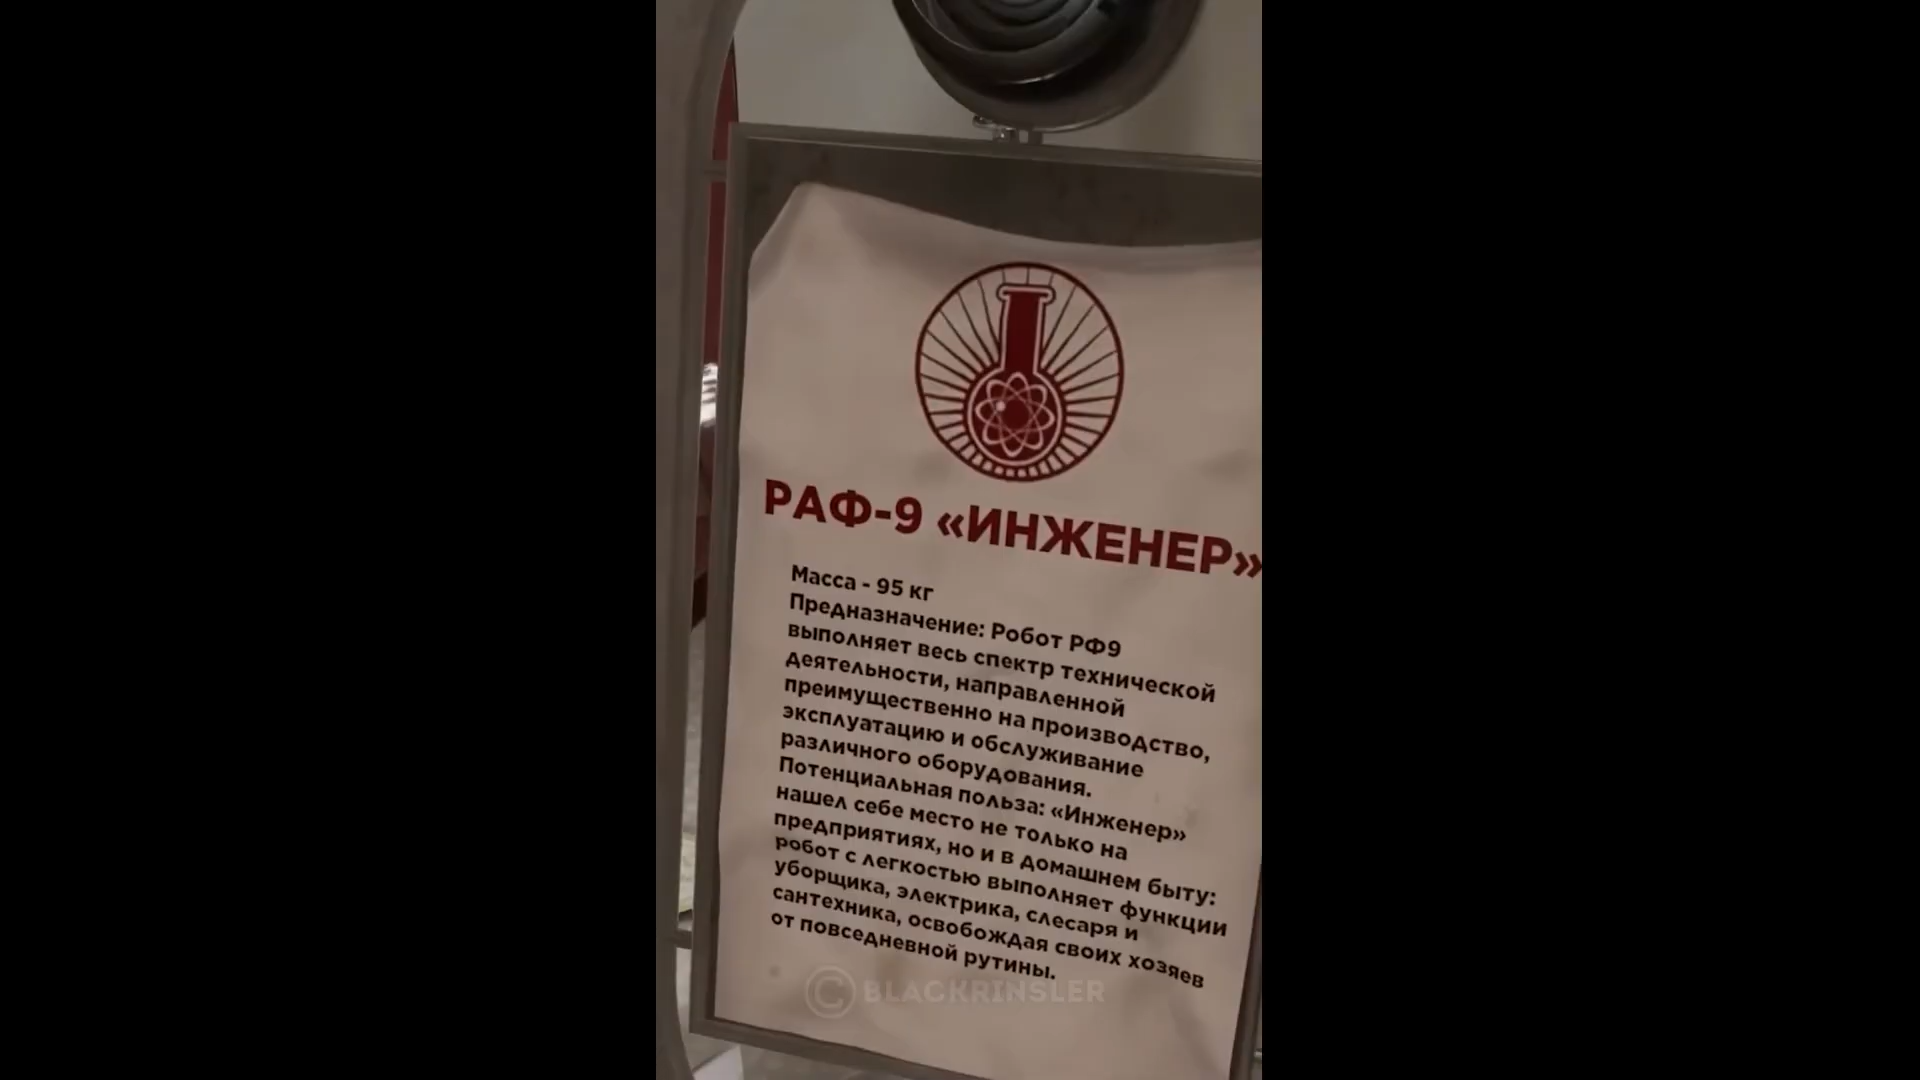 РАФ-9 «ИНЖЕНЕР»
Масса - 95 кг
Предназначение: Робот РФ9
выполняет весь спектр технической
деятельности, направленной
преимущественно на производство,
эксплуатацию и обслуживание
различного оборудования.
Потенциальная польза: «Инженер»
нашел себе место не только на
предприятиях, но и в домашнем быту:
робот с легкостью выполняет функции
уборщика, электрика, слесаря и
сантехника, освобождая своих хозяев
от повседневной рутины.
© BLACKRINSLER